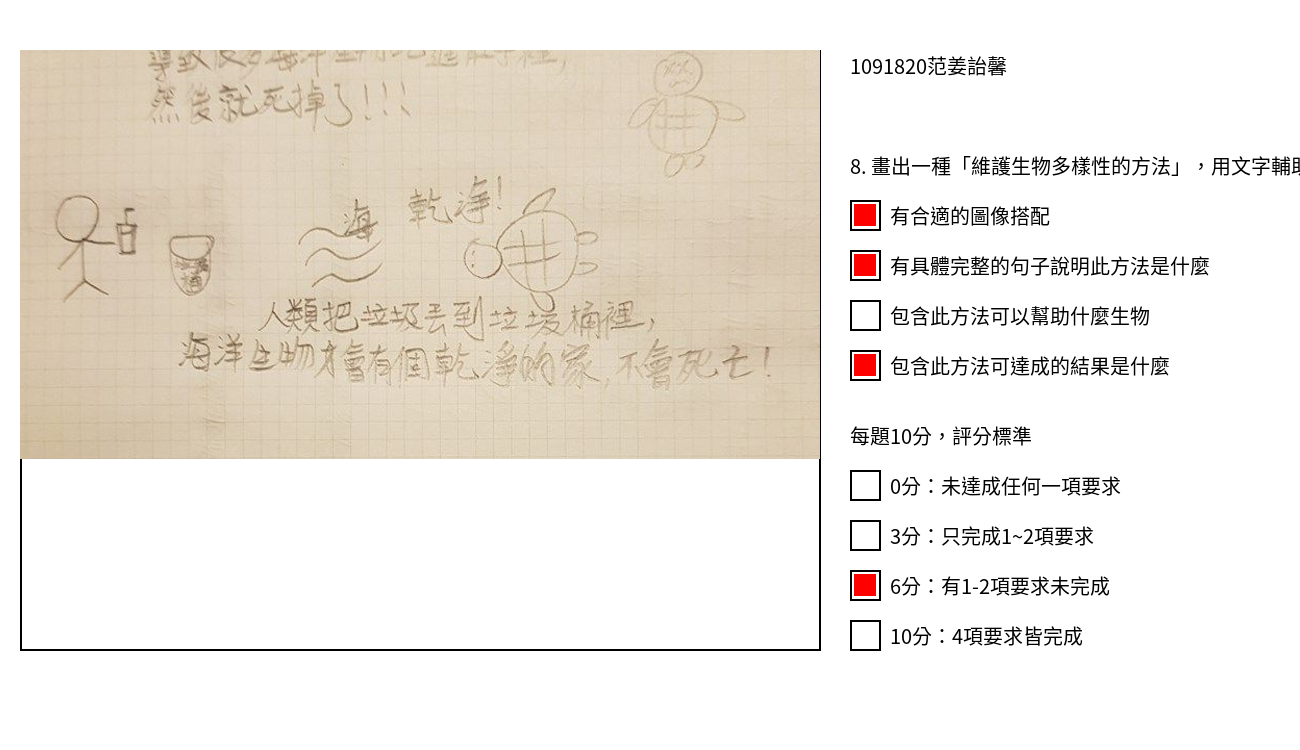 然後就死掉了!!!
海 乾淨!
人類把垃圾丟到垃圾桶裡,
海洋生物才會有個乾淨的家,不會死亡!
1091820范姜詒馨
8. 畫出一種「維護生物多樣性的方法」，用文字輔
有合適的圖像搭配
有具體完整的句子說明此方法是什麼
包含此方法可以幫助什麼生物
包含此方法可達成的結果是什麼
每題10分，評分標準
0分：未達成任何一項要求
3分：只完成1~2項要求
6分：有1-2項要求未完成
10分：4項要求皆完成